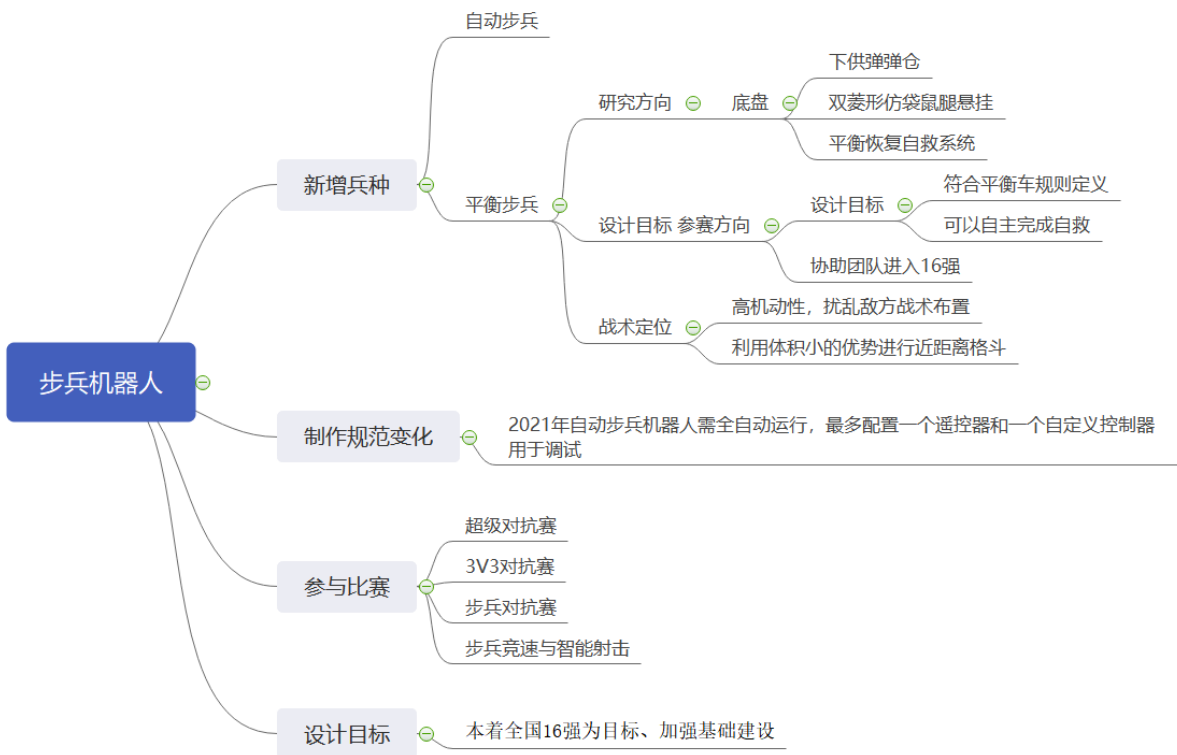 步兵机器人
新增兵种
自动步兵
平衡步兵
研究方向
底盘
下供弹弹仓
双菱形仿袋鼠腿悬挂
平衡恢复自救系统
设计目标 参赛方向
设计目标
符合平衡车规则定义
可以自主完成自救
协助团队进入16强
战术定位
高机动性，扰乱敌方战术布置
利用体积小的优势进行近距离格斗
制作规范变化
2021年自动步兵机器人需全自动运行，最多配置一个遥控器和一个自定义控制器
用于调试
参与比赛
超级对抗赛
3V3对抗赛
步兵对抗赛
步兵竞速与智能射击
设计目标
本着全国16强为目标、加强基础建设